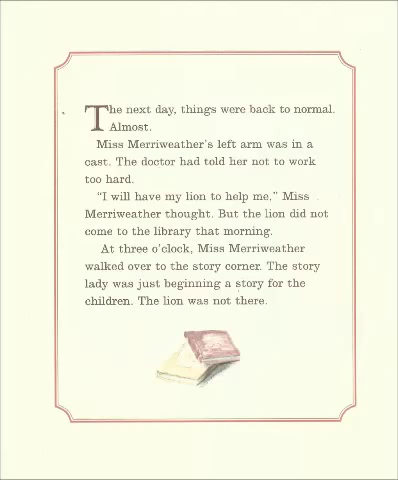 The next day, things were back to normal.
Almost.
Miss Merriweather's left arm was in a
cast. The doctor had told her not to work
too hard.
"I will have my lion to help me," Miss
Merriweather thought. But the lion did not
come to the library that morning.
At three o'clock, Miss Merriweather
walked over to the story corner. The story
lady was just beginning a story for the
children. The lion was not there.